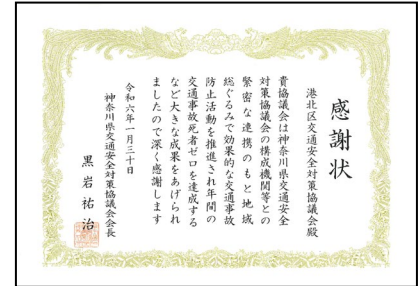 感謝状
港北区交通安全対策協議会殿
貴協議会は神奈川県交通安全
対策協議会の構成機関等との
緊密な連携のもと地域
総ぐるみで効果的な交通事故
防止活動を推進され年間の
交通事故死者ゼロを達成する
など大きな成果をあげられ
ましたので深く感謝します
令和六年一月三十日
神奈川県交通安全対策協議会会長
黒岩祐治